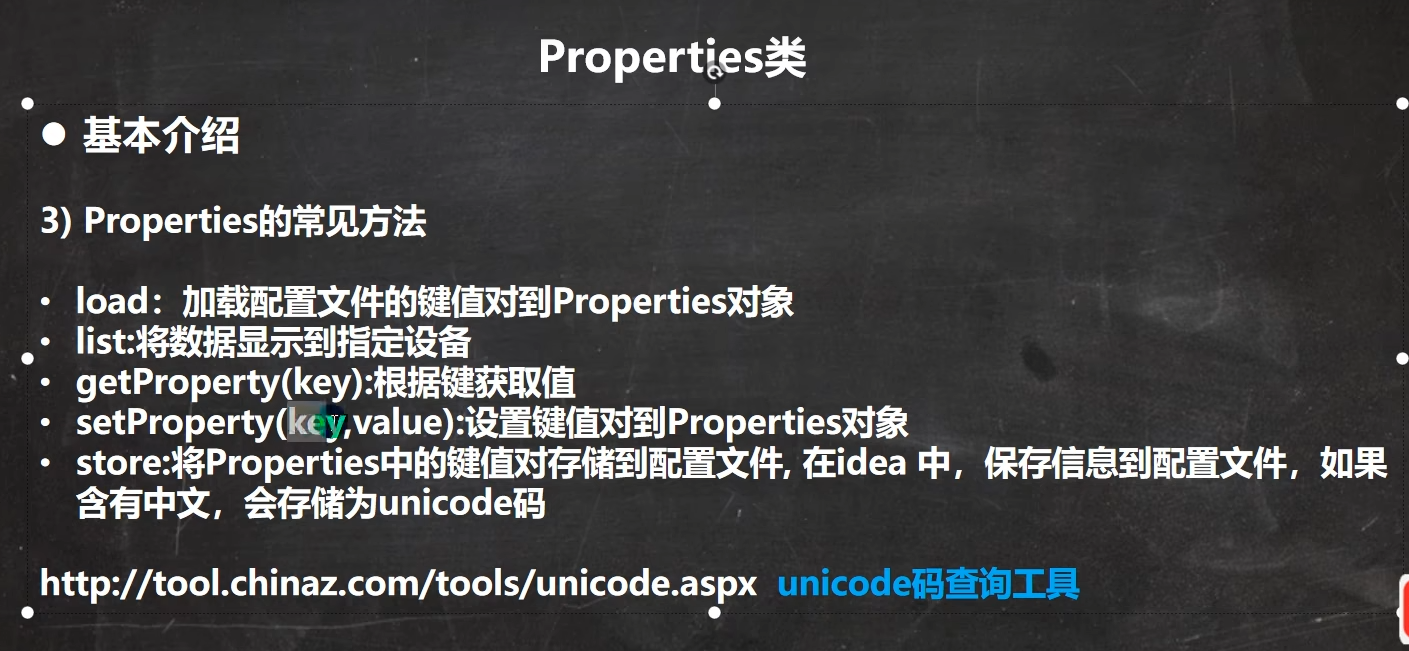 Properties类
● 基本介绍
3) Properties的常见方法
• load：加载配置文件的键值对到Properties对象
• list:将数据显示到指定设备
• getProperty(key):根据键获取值
• setProperty(key,value):设置键值对到Properties对象
• store:将Properties中的键值对存储到配置文件, 在idea 中，保存信息到配置文件，如果
含有中文，会存储为unicode码
http://tool.chinaz.com/tools/unicode.aspx unicode码查询工具